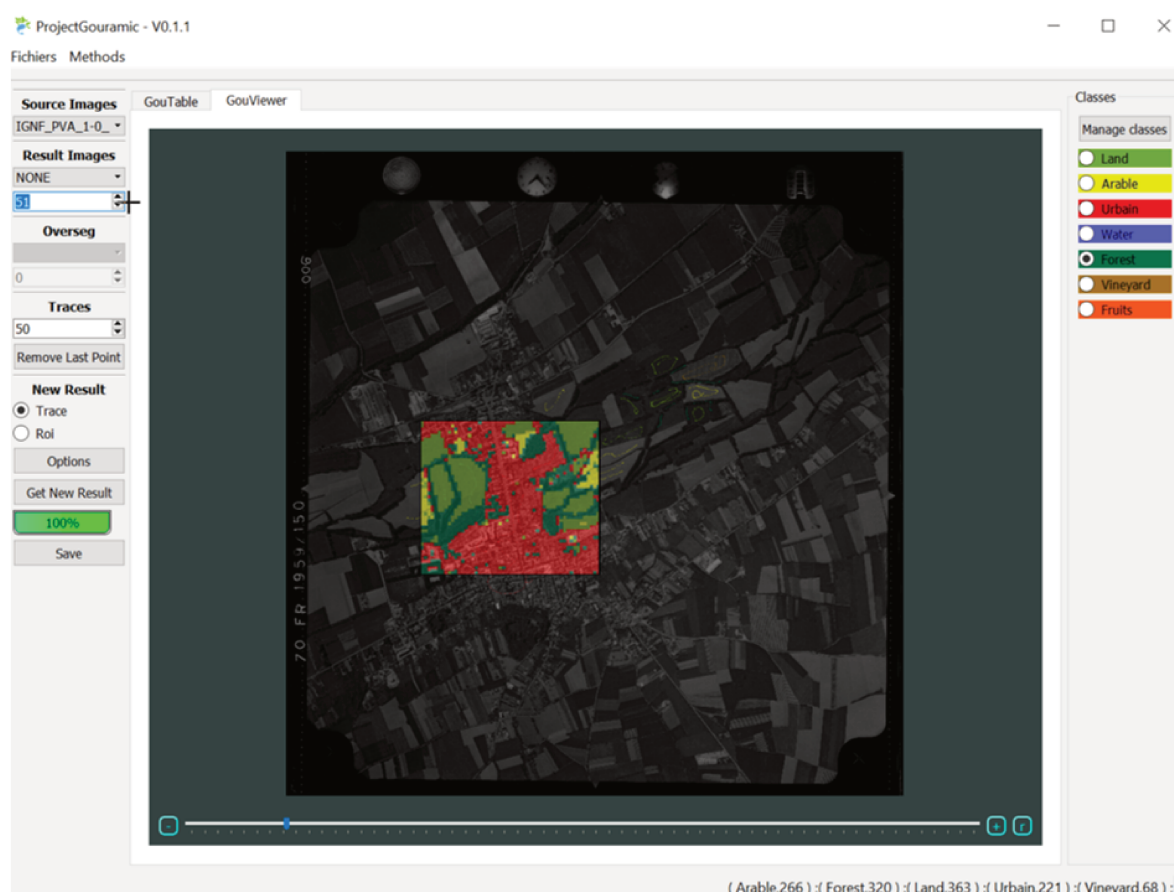 ProjectGouramic - V0.1.1
Fichiers Methods
Source Images
IGNF_PVA_1-0_
Result Images
NONE
51
Overseg
0
Traces
50
Remove Last Point
New Result
Trace
Roi
Options
Get New Result
100%
Save
GouTable GouViewer
006
70 FR 1959/150
- + r
Classes
Manage classes
Land
Arable
Urbain
Water
Forest
Vineyard
Fruits
( Arable,266 ) :( Forest,320 ) :( Land,363 ) :( Urbain,221 ) :( Vineyard,68 ) :